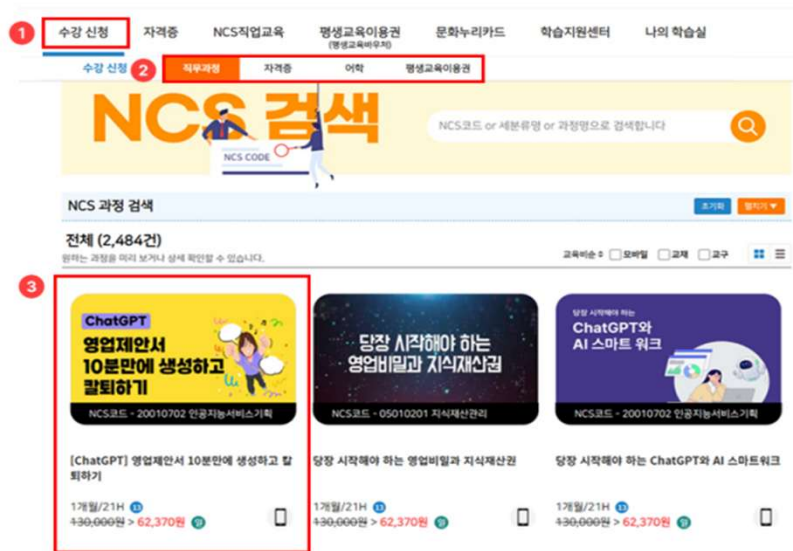 1
수강 신청 자격증 NCS직업교육 평생교육이용권 문화누리카드 학습지원센터 나의 학습실
(평생교육바우처)
수강 신청 2 직무과정 자격증 어학 평생교육이용권
NCS 검색
NCS코드 or 세분류명 or 과정명으로 검색합니다
NCS CODE
NCS 과정 검색 초기화 펼치기 ▼
전체 (2,484건)
원하는 과정을 미리 보거나 상세 확인할 수 있습니다. 교육비순 모바일 교재 교구
3
ChatGPT
영업제안서
10분만에 생성하고
칼퇴하기
NCS코드 - 20010702 인공지능서비스기획
당장 시작해야 하는
영업비밀과 지식재산권
NCS코드 - 05010201 지식재산관리
당장 시작해야 하는
ChatGPT와
AI 스마트 워크
NCS코드 - 20010702 인공지능서비스기획
[ChatGPT] 영업제안서 10분만에 생성하고 칼
퇴하기
1개월/21H 13
130,000원 > 62,370원
당장 시작해야 하는 영업비밀과 지식재산권
1개월/21H 13
130,000원 > 62,370원
당장 시작해야 하는 ChatGPT와 AI 스마트워크
1개월/21H 13
130,000원 > 62,370원